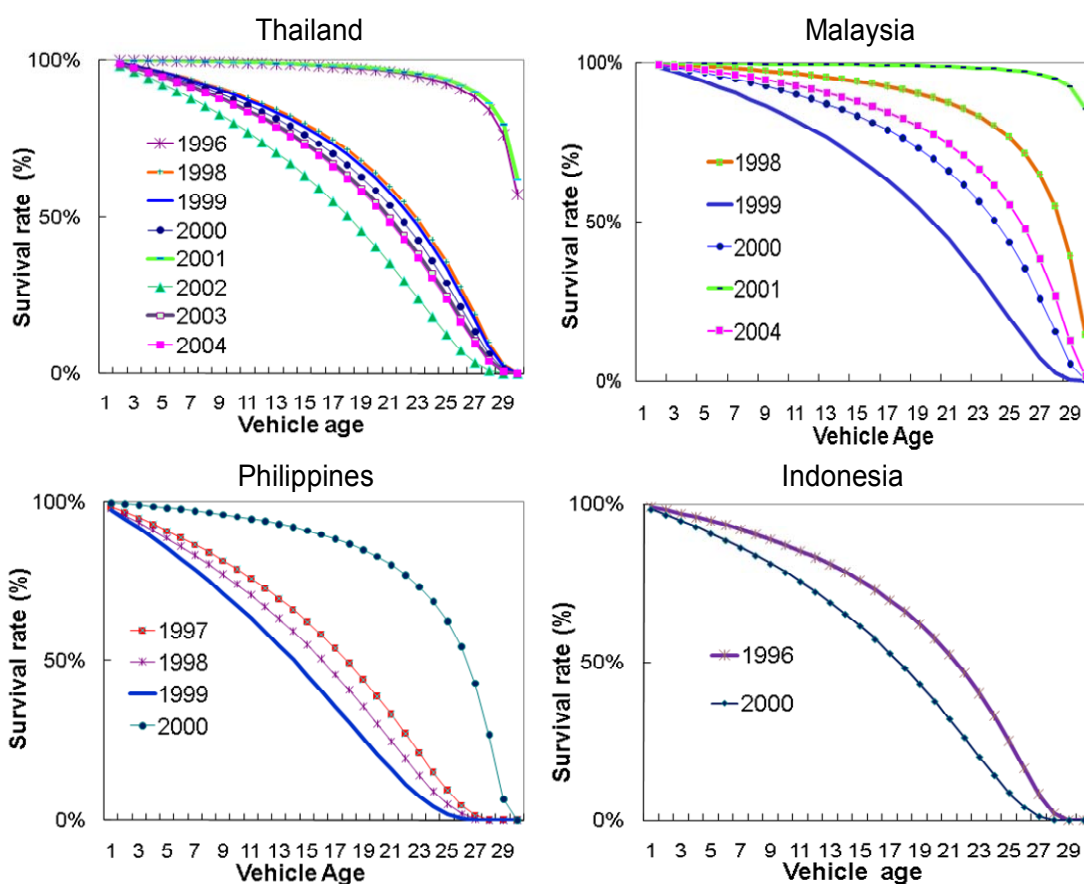 Thailand
100%
50%
0%
Survival rate (%)
1996
1998
1999
2000
2001
2002
2003
2004
1 3 5 7 9 11 13 15 17 19 21 23 25 27 29
Vehicle age
Malaysia
100%
50%
0%
Survival rate (%)
1998
1999
2000
2001
2004
1 3 5 7 9 11 13 15 17 19 21 23 25 27 29
Vehicle Age
Philippines
100%
50%
0%
Survival rate (%)
1997
1998
1999
2000
1 3 5 7 9 11 13 15 17 19 21 23 25 27 29
Vehicle Age
Indonesia
100%
50%
0%
Survival rate (%)
1996
2000
1 3 5 7 9 11 13 15 17 19 21 23 25 27 29
Vehicle age